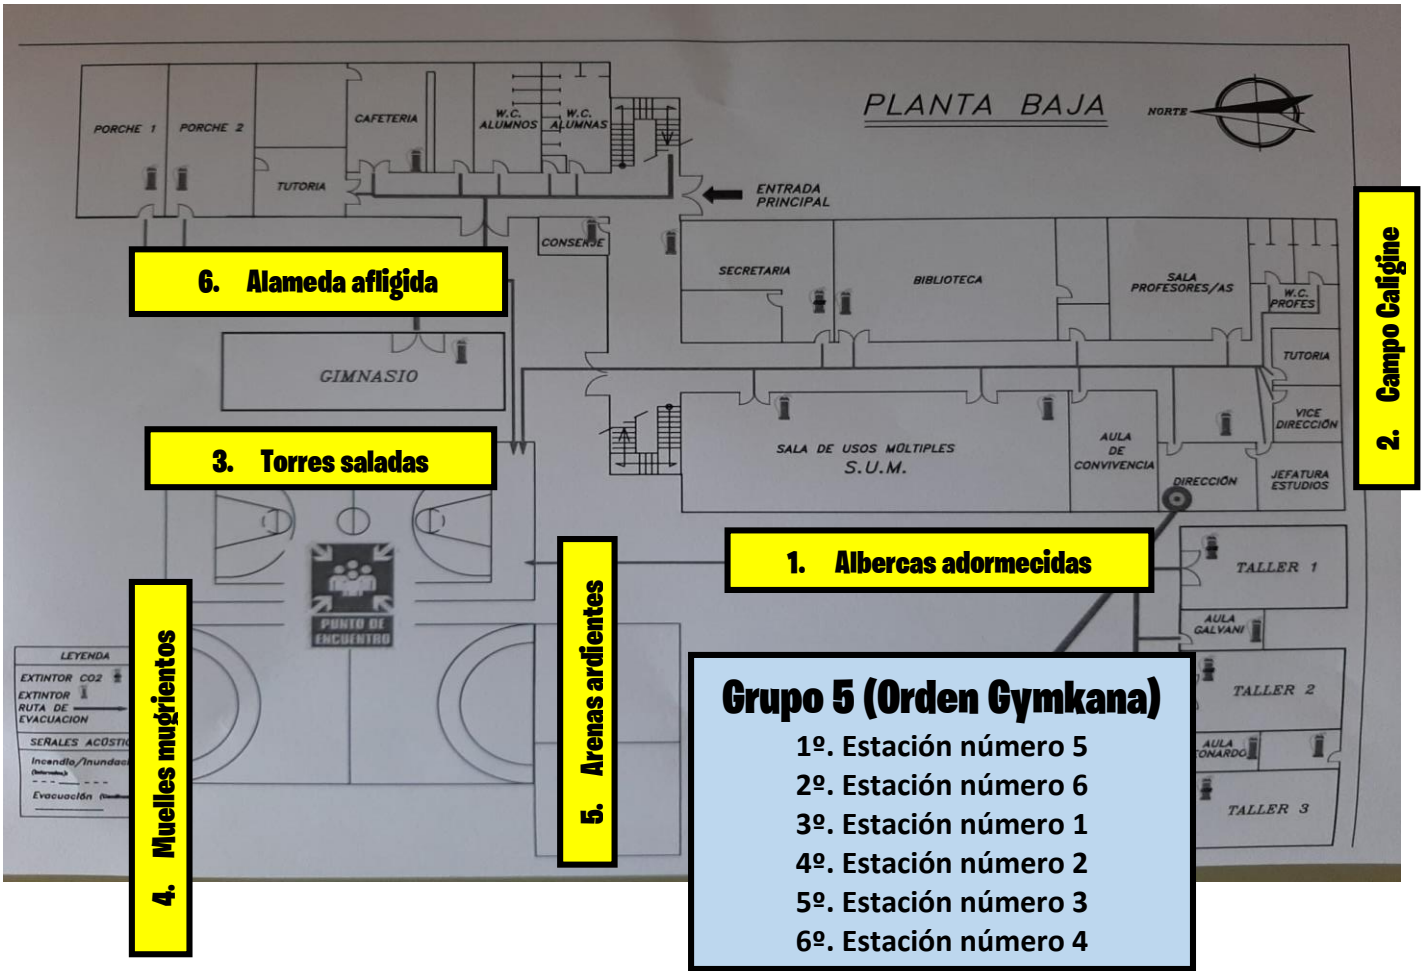 PLANTA BAJA
NORTE
PORCHE 1
PORCHE 2
CAFETERIA
W.C.
ALUMNOS
W.C.
ALUMNAS
TUTORIA
ENTRADA
PRINCIPAL
CONSERJE
6. Alameda afligida
SECRETARIA
BIBLIOTECA
SALA
PROFESORES/AS
W.C.
PROFES
TUTORIA
VICE
DIRECCIÓN
2. Campo Caligine
GIMNASIO
3. Torres saladas
SALA DE USOS MÚLTIPLES
S.U.M.
AULA
DE
CONVIVENCIA
DIRECCIÓN
JEFATURA
ESTUDIOS
1. Albercas adormecidas
TALLER 1
AULA
GALVANI
TALLER 2
AULA
TALLER 3
PUNTO DE
ENCUENTRO
5. Arenas ardientes
4. Muelles mugrientos
LEYENDA
EXTINTOR CO2
EXTINTOR
RUTA DE
EVACUACION
SEÑALES
Incendio/Inundac
Evacuación
Grupo 5 (Orden Gymkana)
1º. Estación número 5
2º. Estación número 6
3º. Estación número 1
4º. Estación número 2
5º. Estación número 3
6º. Estación número 4